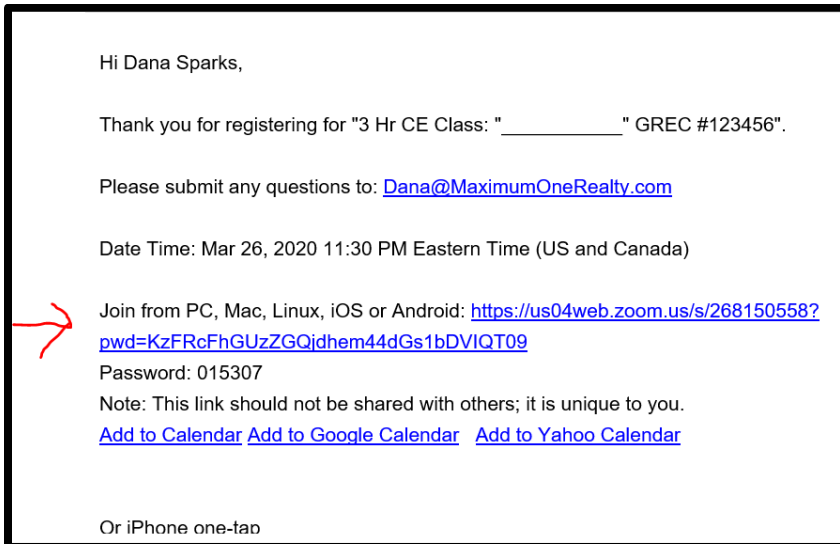 Hi Dana Sparks,
Thank you for registering for "3 Hr CE Class: "___________" GREC #123456".
Please submit any questions to: Dana@MaximumOneRealty.com
Date Time: Mar 26, 2020 11:30 PM Eastern Time (US and Canada)
Join from PC, Mac, Linux, iOS or Android: https://us04web.zoom.us/s/268150558?
pwd=KzFRcFhGUzZGQjdhem44dGs1bDVIQT09
Password: 015307
Note: This link should not be shared with others; it is unique to you.
Add to Calendar Add to Google Calendar Add to Yahoo Calendar
Or iPhone one-tap